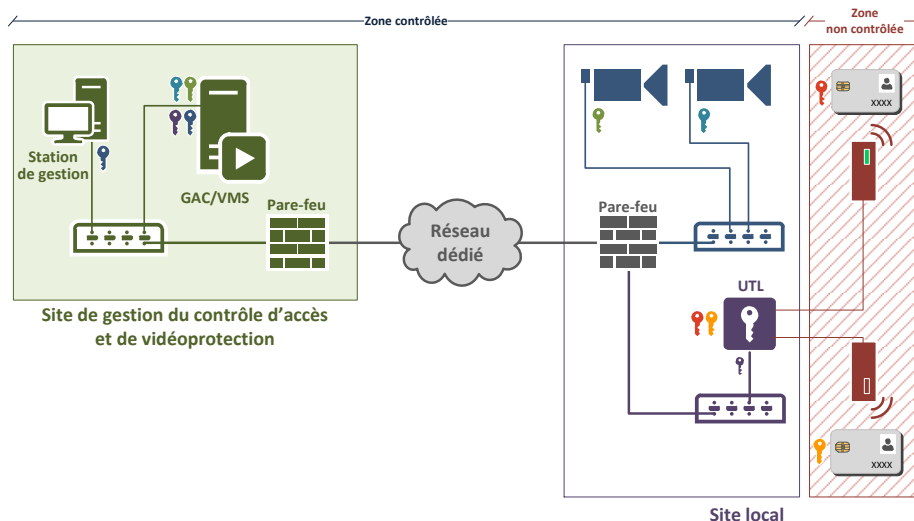 Zone contrôlée
Zone
non contrôlée
XXXX
Station
de gestion
GAC/VMS
Pare-feu
Réseau
dédié
Pare-feu
UTL
Site de gestion du contrôle d'accès
et de vidéoprotection
XXXX
Site local